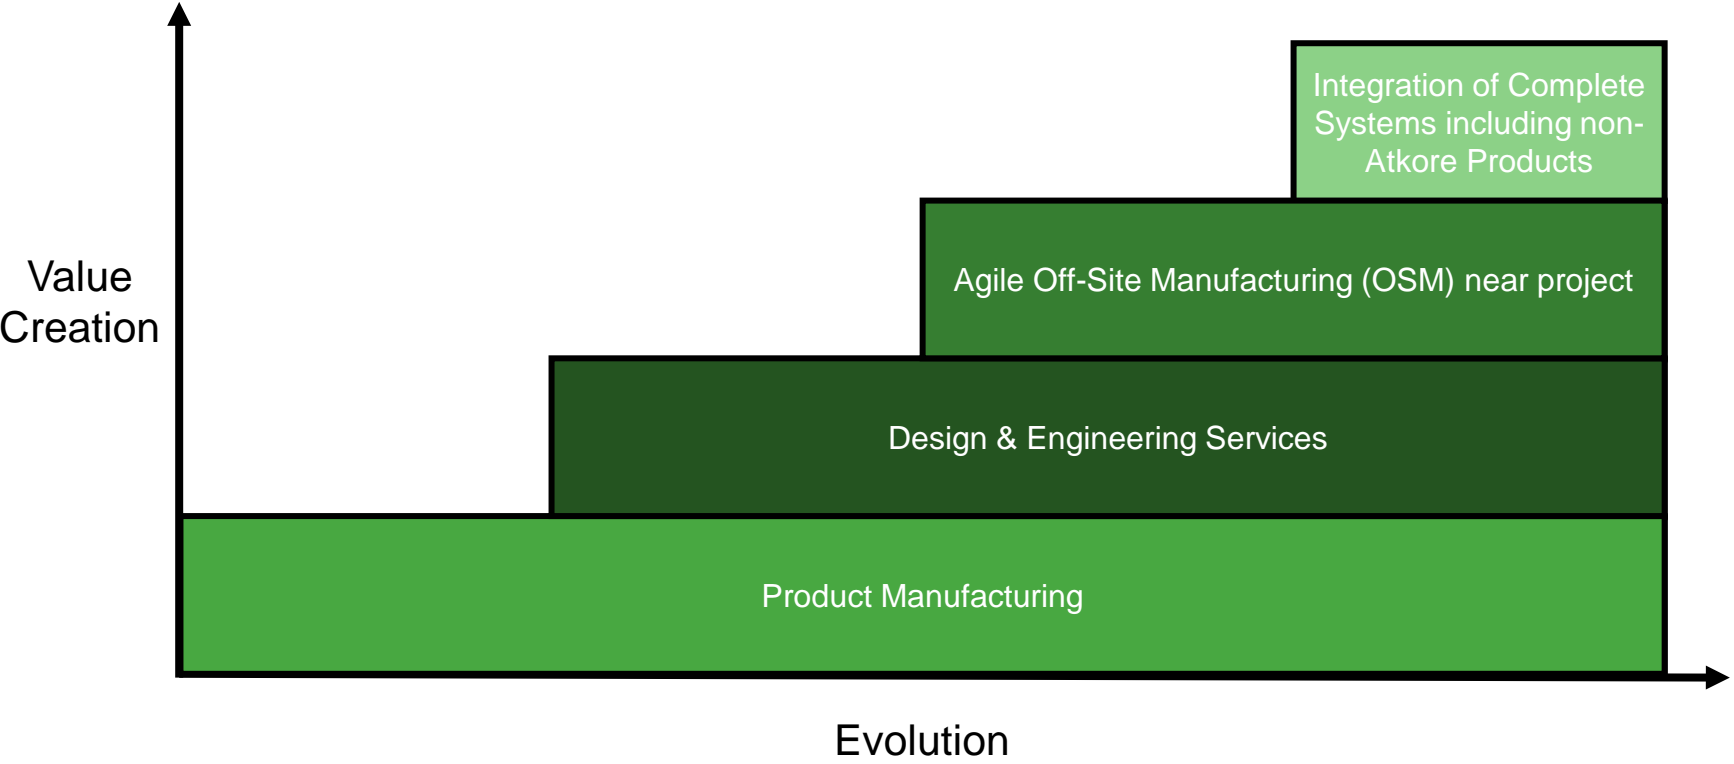 Integration of Complete
Systems including non-
Atkore Products
Agile Off-Site Manufacturing (OSM) near project
Value
Creation
Design & Engineering Services
Product Manufacturing
Evolution